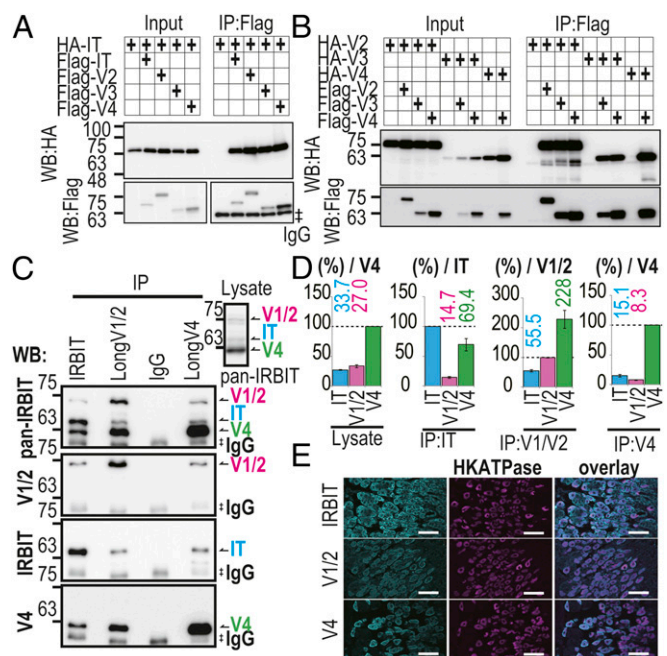 A
Input IP:Flag
HA-IT + + + + + + + + + +
Flag-IT + +
Flag-V2 + +
Flag-V3 + +
Flag-V4 + +
WB:HA
100
75
63
48
WB:Flag
75
63
‡
IgG
B
Input IP:Flag
HA-V2 + + + + + + + +
HA-V3 + + + + + +
HA-V4 + + + +
Flag-V2 + +
Flag-V3 + + + +
Flag-V4 + + + + + +
WB:HA
75
63
WB:Flag
75
63
C
IP
WB: IRBIT LongV1/2 IgG LongV4
Lysate
75
63
V1/2
IT
V4
pan-IRBIT
pan-IRBIT
75
63
75
V1/2
IT
V4
‡ IgG
V1/2
63
V1/2
‡ IgG
IRBIT
63
75
IT
‡ IgG
V4
63
V4
‡ IgG
D
(%) / V4
150
100
50
0
33.7
27.0
IT V1/2 V4
Lysate
(%) / IT
150
100
50
0
14.7
69.4
IT V1/2 V4
IP:IT
(%) / V1/2
300
200
100
0
55.5
228
IT V1/2 V4
IP:V1/V2
(%) / V4
150
100
50
0
15.1
8.3
IT V1/2 V4
IP:V4
E
HKATPase overlay
IRBIT
V1/2
V4